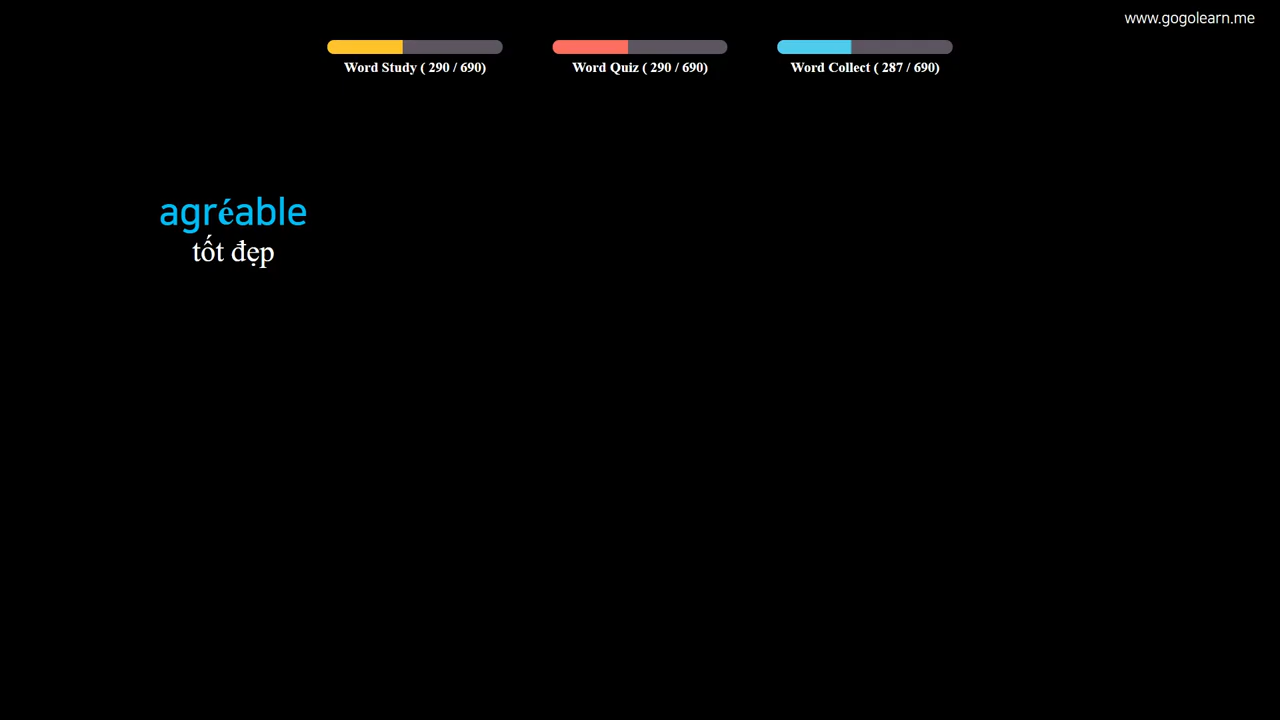 www.gogolearn.me
Word Study ( 290 / 690)
Word Quiz ( 290 / 690)
Word Collect ( 287 / 690)
agréable
tốt đẹp